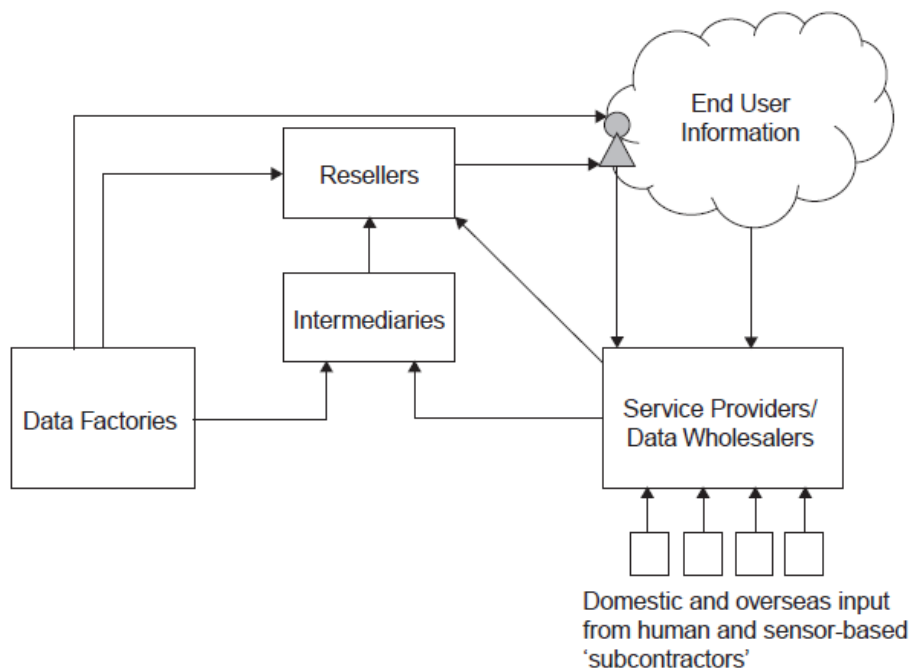 End User
Information
Resellers
Intermediaries
Data Factories
Service Providers/
Data Wholesalers
Domestic and overseas input
from human and sensor-based
‘subcontractors’